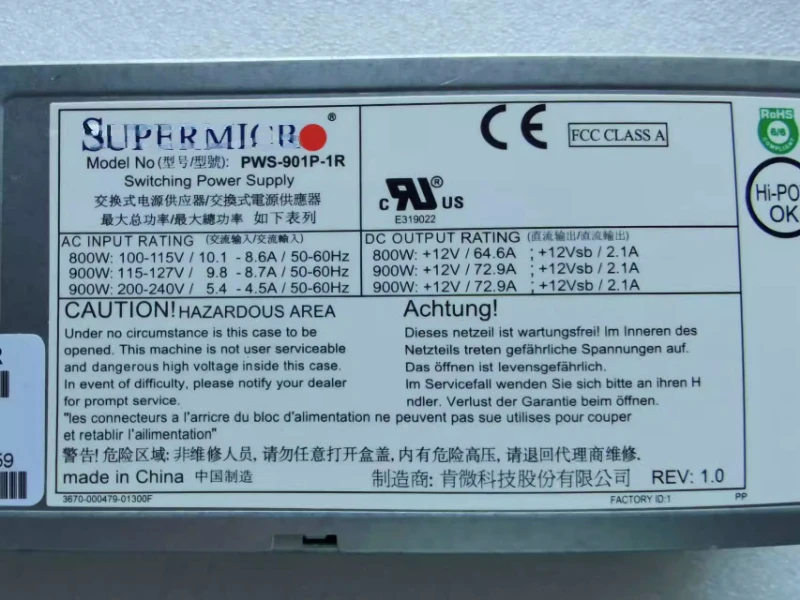 SUPERMICRO®
Model No (型号/型號): PWS-901P-1R
Switching Power Supply
交换式电源供应器/交換式電源供應器
最大总功率/最大總功率 如下表列
CE FCC CLASS A
RoHS
6/6
COMPLIANT
Hi-PO
OK
c RU® US
E319022
AC INPUT RATING (交流输入/交流輸入)
800W: 100-115V / 10.1 - 8.6A / 50-60Hz
900W: 115-127V / 9.8 - 8.7A / 50-60Hz
900W: 200-240V / 5.4 - 4.5A / 50-60Hz
DC OUTPUT RATING (直流输出/直流輸出)
800W: +12V / 64.6A ; +12Vsb / 2.1A
900W: +12V / 72.9A ; +12Vsb / 2.1A
900W: +12V / 72.9A ; +12Vsb / 2.1A
CAUTION! HAZARDOUS AREA
Under no circumstance is this case to be
opened. This machine is not user serviceable
and dangerous high voltage inside this case.
In event of difficulty, please notify your dealer
for prompt service.
Achtung!
Dieses netzeil ist wartungsfrei! Im Inneren des
Netzteils treten gefährliche Spannungen auf.
Das öffnen ist levensgefährlich.
Im Servicefall wenden Sie sich bitte an ihren H
ndler. Verlust der Garantie beim öffnen.
"les connecteurs a l'arricre du bloc d'alimentation ne peuvent pas sue utilises pour couper
et retablir l'ailimentation"
警告! 危险区域: 非维修人员, 请勿任意打开盒盖, 内有危险高压, 请退回代理商维修.
made in China 中国制造
制造商: 肯微科技股份有限公司 REV: 1.0
3670-000479-01300F
FACTORY ID:1 PP
R
59